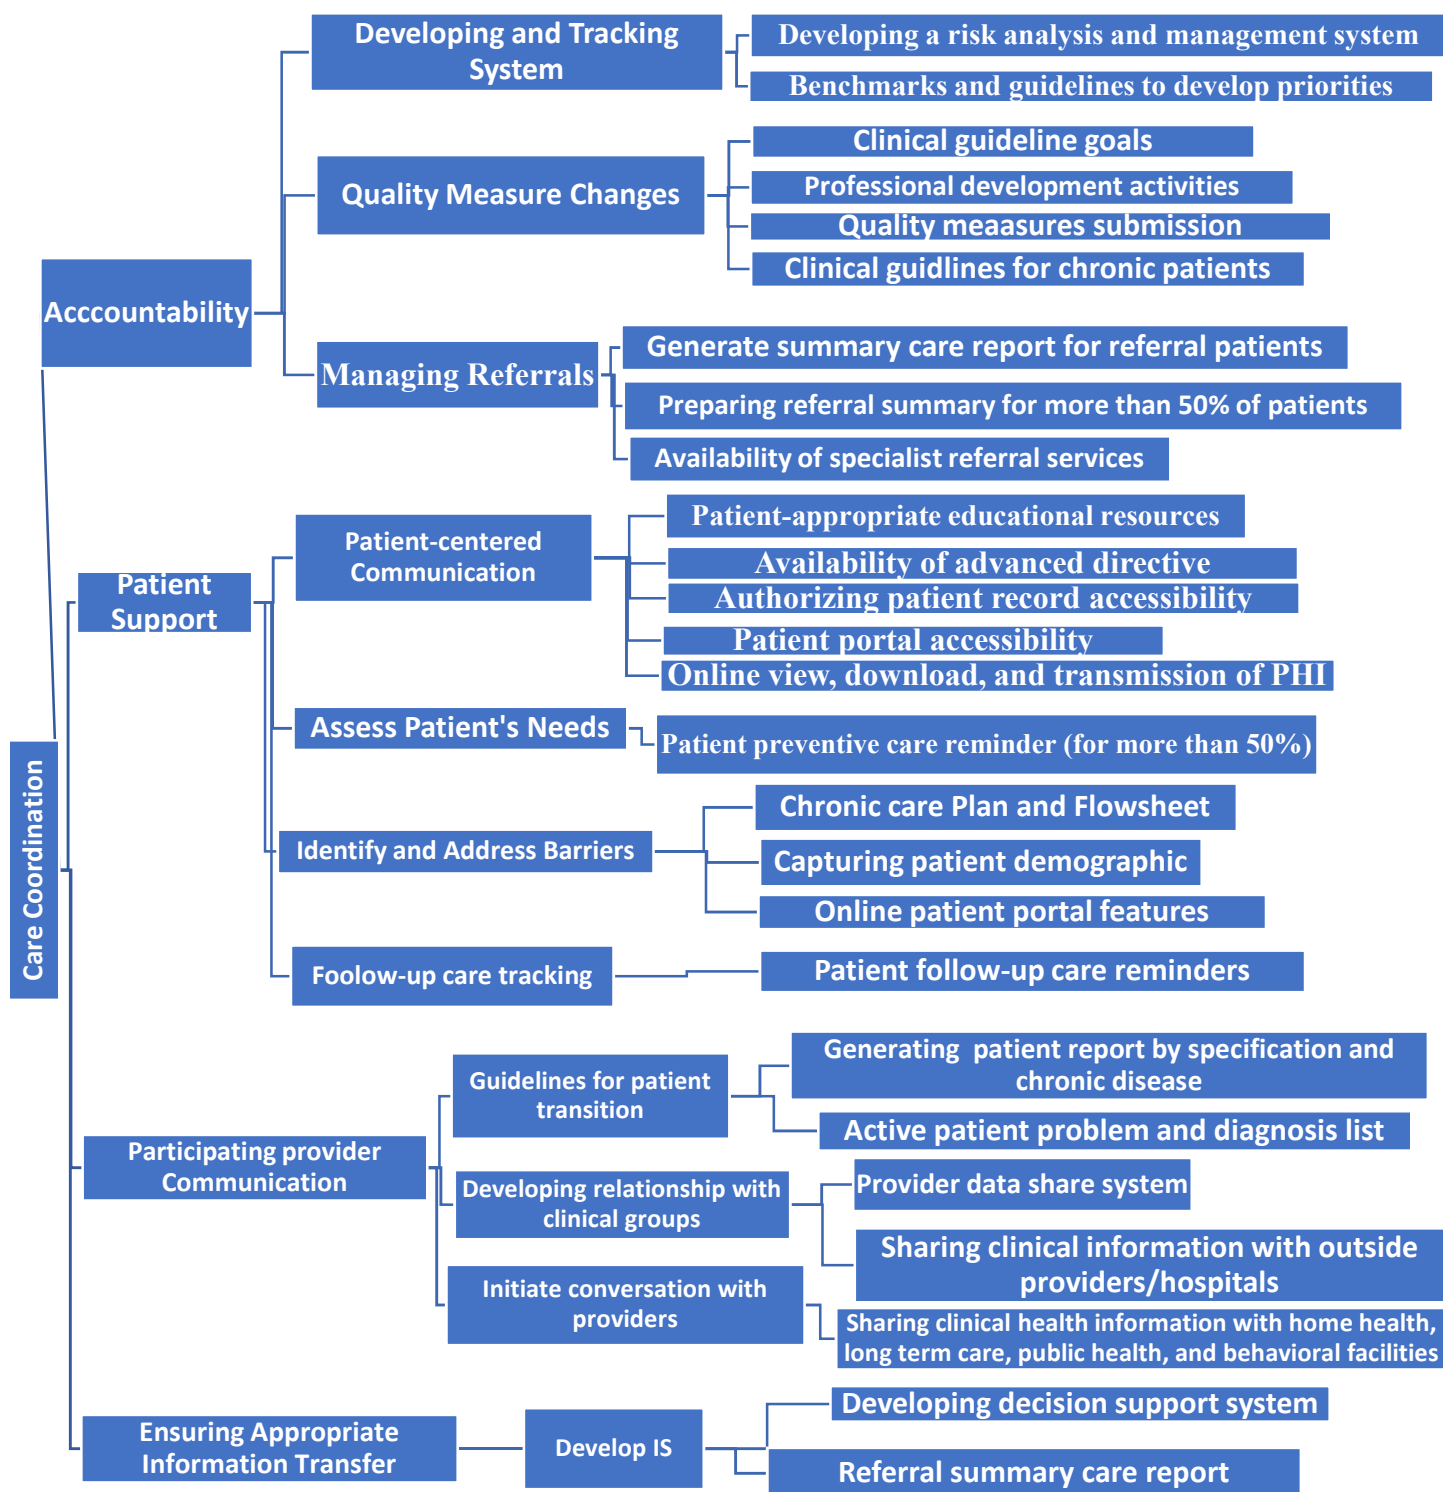 Care Coordination
Acccountability
Developing and Tracking
System
Developing a risk analysis and management system
Benchmarks and guidelines to develop priorities
Quality Measure Changes
Clinical guideline goals
Professional development activities
Quality meaasures submission
Clinical guidlines for chronic patients
Managing Referrals
Generate summary care report for referral patients
Preparing referral summary for more than 50% of patients
Availability of specialist referral services
Patient
Support
Patient-centered
Communication
Patient-appropriate educational resources
Availability of advanced directive
Authorizing patient record accessibility
Patient portal accessibility
Online view, download, and transmission of PHI
Assess Patient's Needs
Patient preventive care reminder (for more than 50%)
Identify and Address Barriers
Chronic care Plan and Flowsheet
Capturing patient demographic
Online patient portal features
Foolow-up care tracking
Patient follow-up care reminders
Participating provider
Communication
Guidelines for patient
transition
Generating patient report by specification and
chronic disease
Active patient problem and diagnosis list
Developing relationship with
clinical groups
Provider data share system
Sharing clinical information with outside
providers/hospitals
Initiate conversation with
providers
Sharing clinical health information with home health,
long term care, public health, and behavioral facilities
Ensuring Appropriate
Information Transfer
Develop IS
Developing decision support system
Referral summary care report